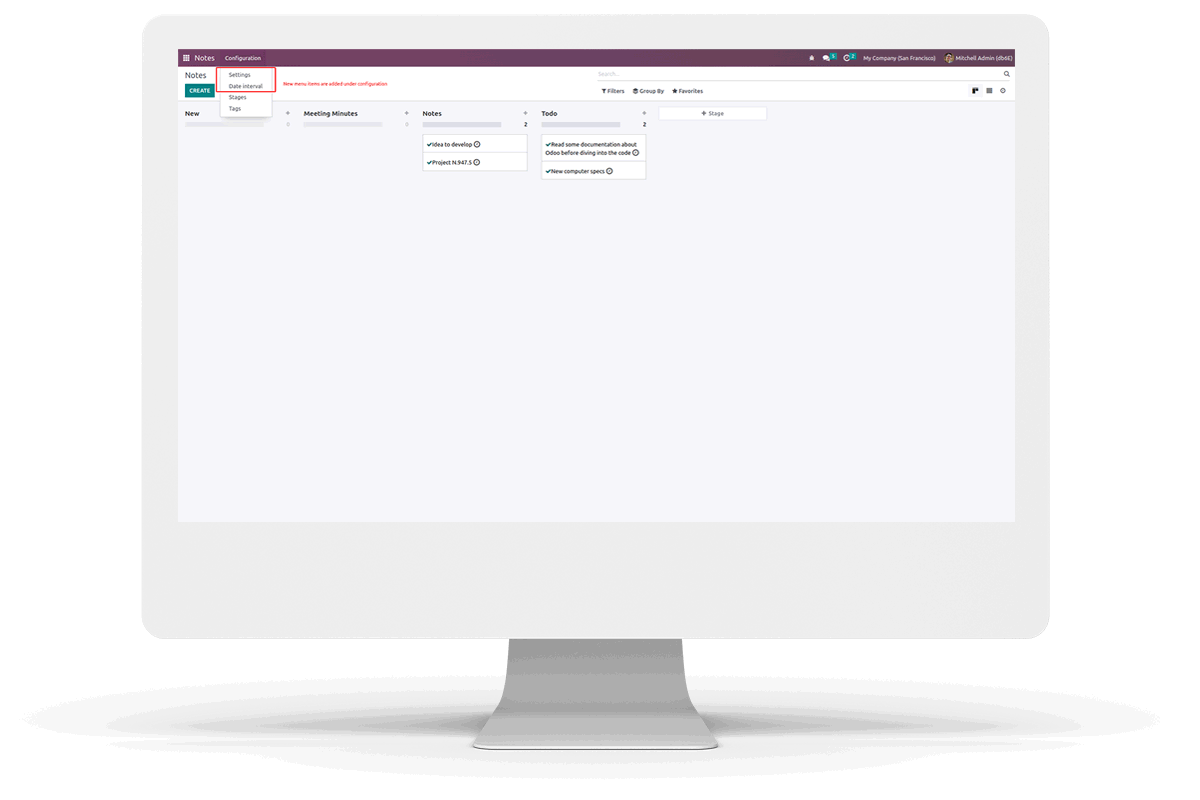 Notes Configuration 5 2 My Company (San Francisco) Mitchell Admin (db6E)
Notes
Settings
Date interval
Stages
Tags
New menu items are added under configuration
Search...
CREATE
Filters Group By Favorites
New + Meeting Minutes + Notes + Todo + + Stage
0 0 2 2
Idea to develop
Project N.947.5
Read some documentation about
Odoo before diving into the code
New computer specs